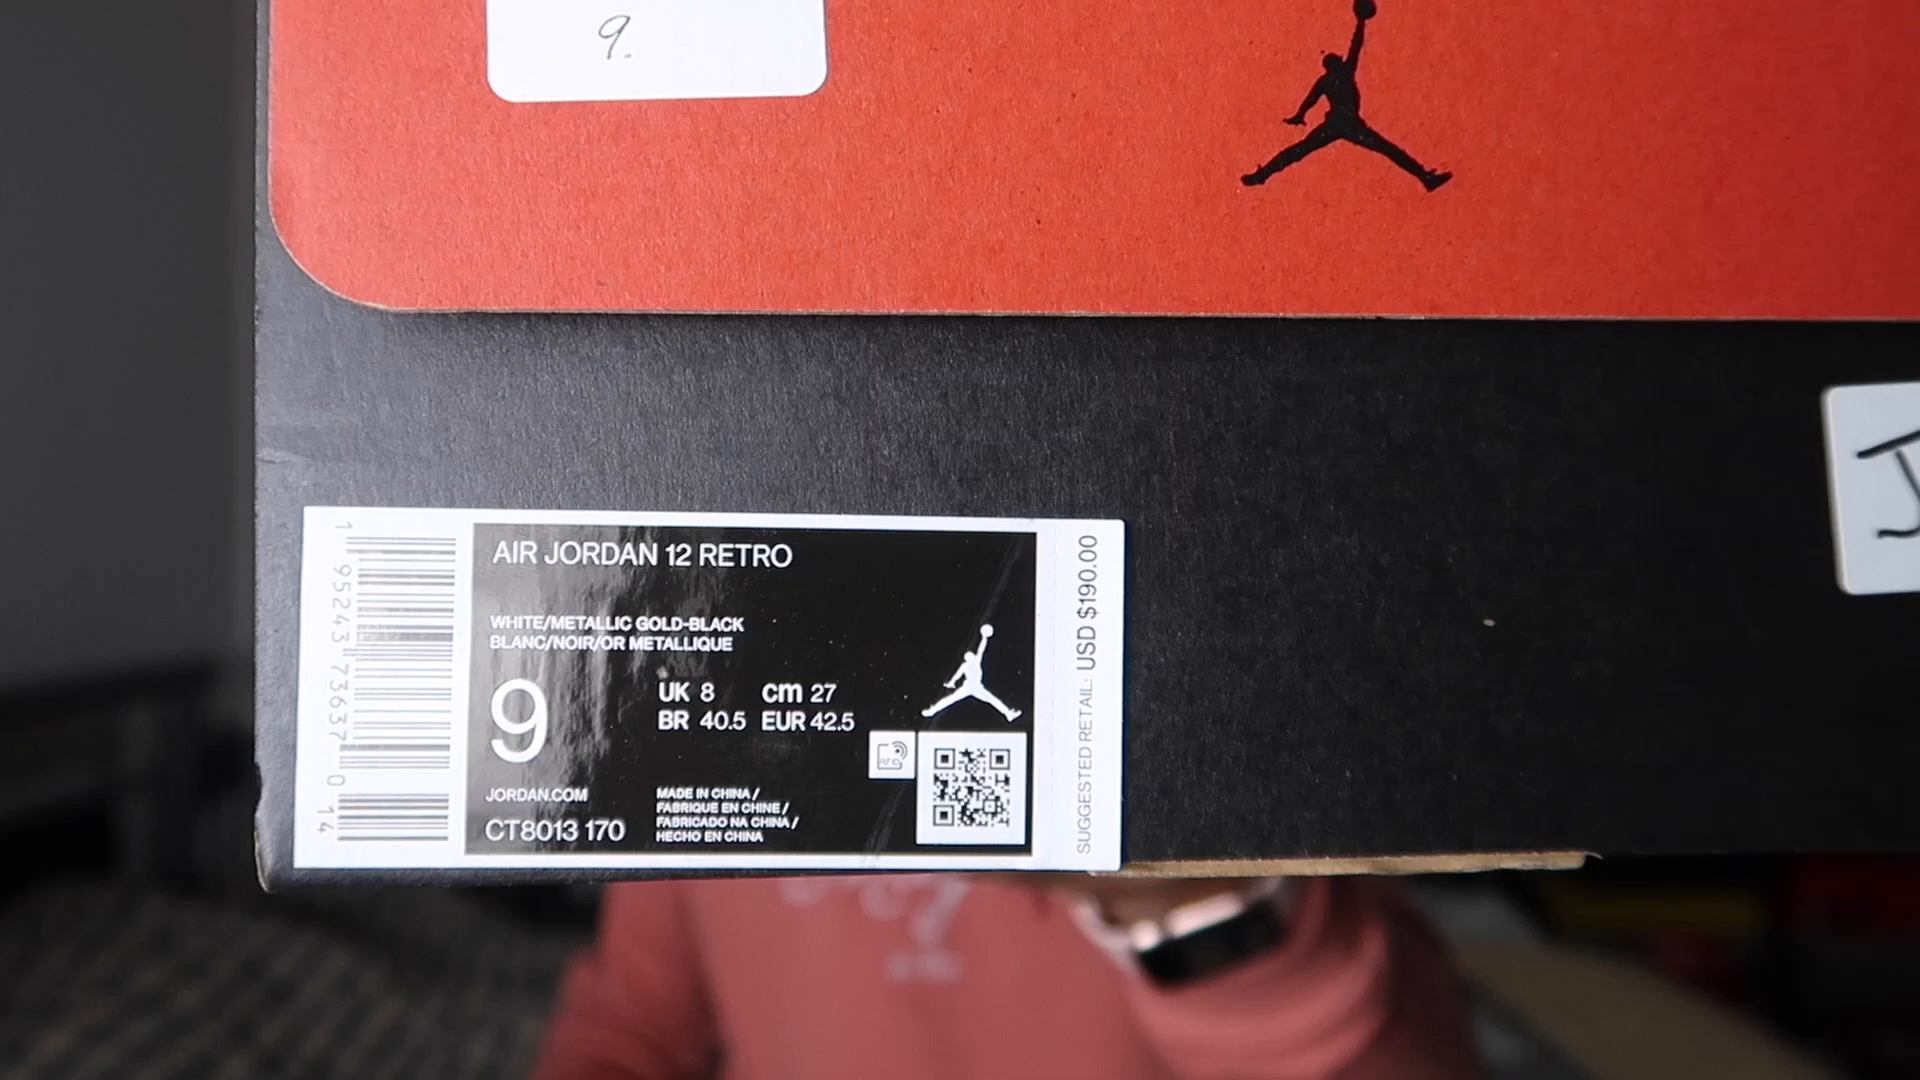 9.
AIR JORDAN 12 RETRO
WHITE/METALLIC GOLD-BLACK
BLANC/NOIR/OR METALLIQUE
9
UK 8 cm 27
BR 40.5 EUR 42.5
RFID
JORDAN.COM
CT8013 170
MADE IN CHINA /
FABRIQUE EN CHINE /
FABRICADO NA CHINA /
HECHO EN CHINA
SUGGESTED RETAIL: USD $190.00
1 95243 73637 0 14